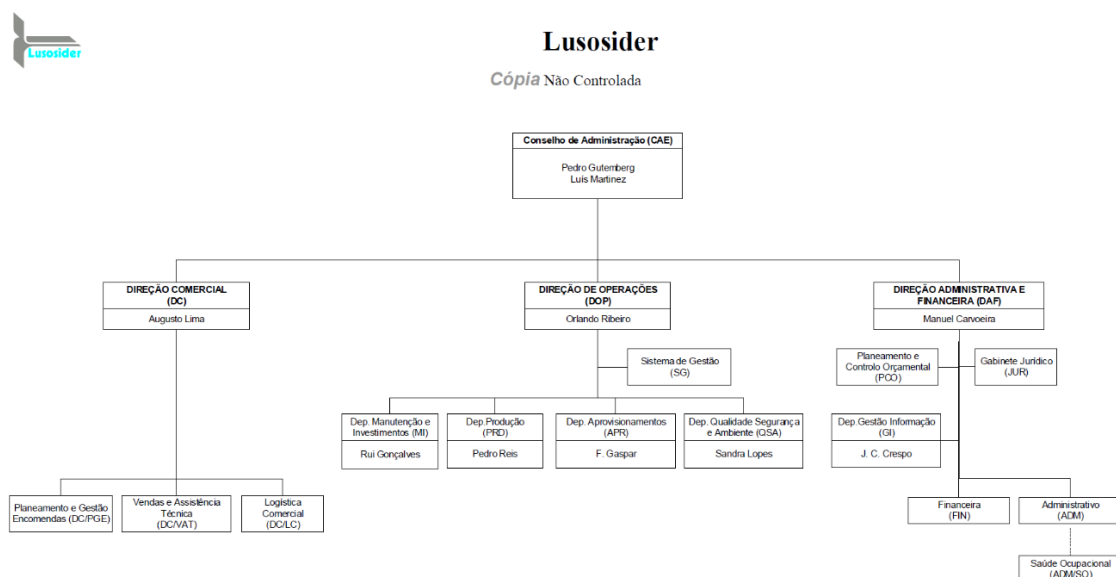 Lusosider
Lusosider
Cópia Não Controlada
Conselho de Administração (CAE)
Pedro Gutemberg
Luis Martinez
DIREÇÃO COMERCIAL
(DC)
Augusto Lima
DIREÇÃO DE OPERAÇÕES
(DOP)
Orlando Ribeiro
DIREÇÃO ADMINISTRATIVA E
FINANCEIRA (DAF)
Manuel Carvoeira
Sistema de Gestão
(SG)
Planeamento e
Controlo Orçamental
(PCO)
Gabinete Jurídico
(JUR)
Dep. Manutenção e
Investimentos (MI)
Rui Gonçalves
Dep.Produção
(PRD)
Pedro Reis
Dep. Aprovisionamentos
(APR)
F. Gaspar
Dep. Qualidade Segurança
e Ambiente (QSA)
Sandra Lopes
Dep.Gestão Informação
(GI)
J. C. Crespo
Planeamento e Gestão
Encomendas (DC/PGE)
Vendas e Assistência
Técnica
(DC/VAT)
Logística
Comercial
(DC/LC)
Financeira
(FIN)
Administrativo
(ADM)
Saúde Ocupacional
(ADM/SO)